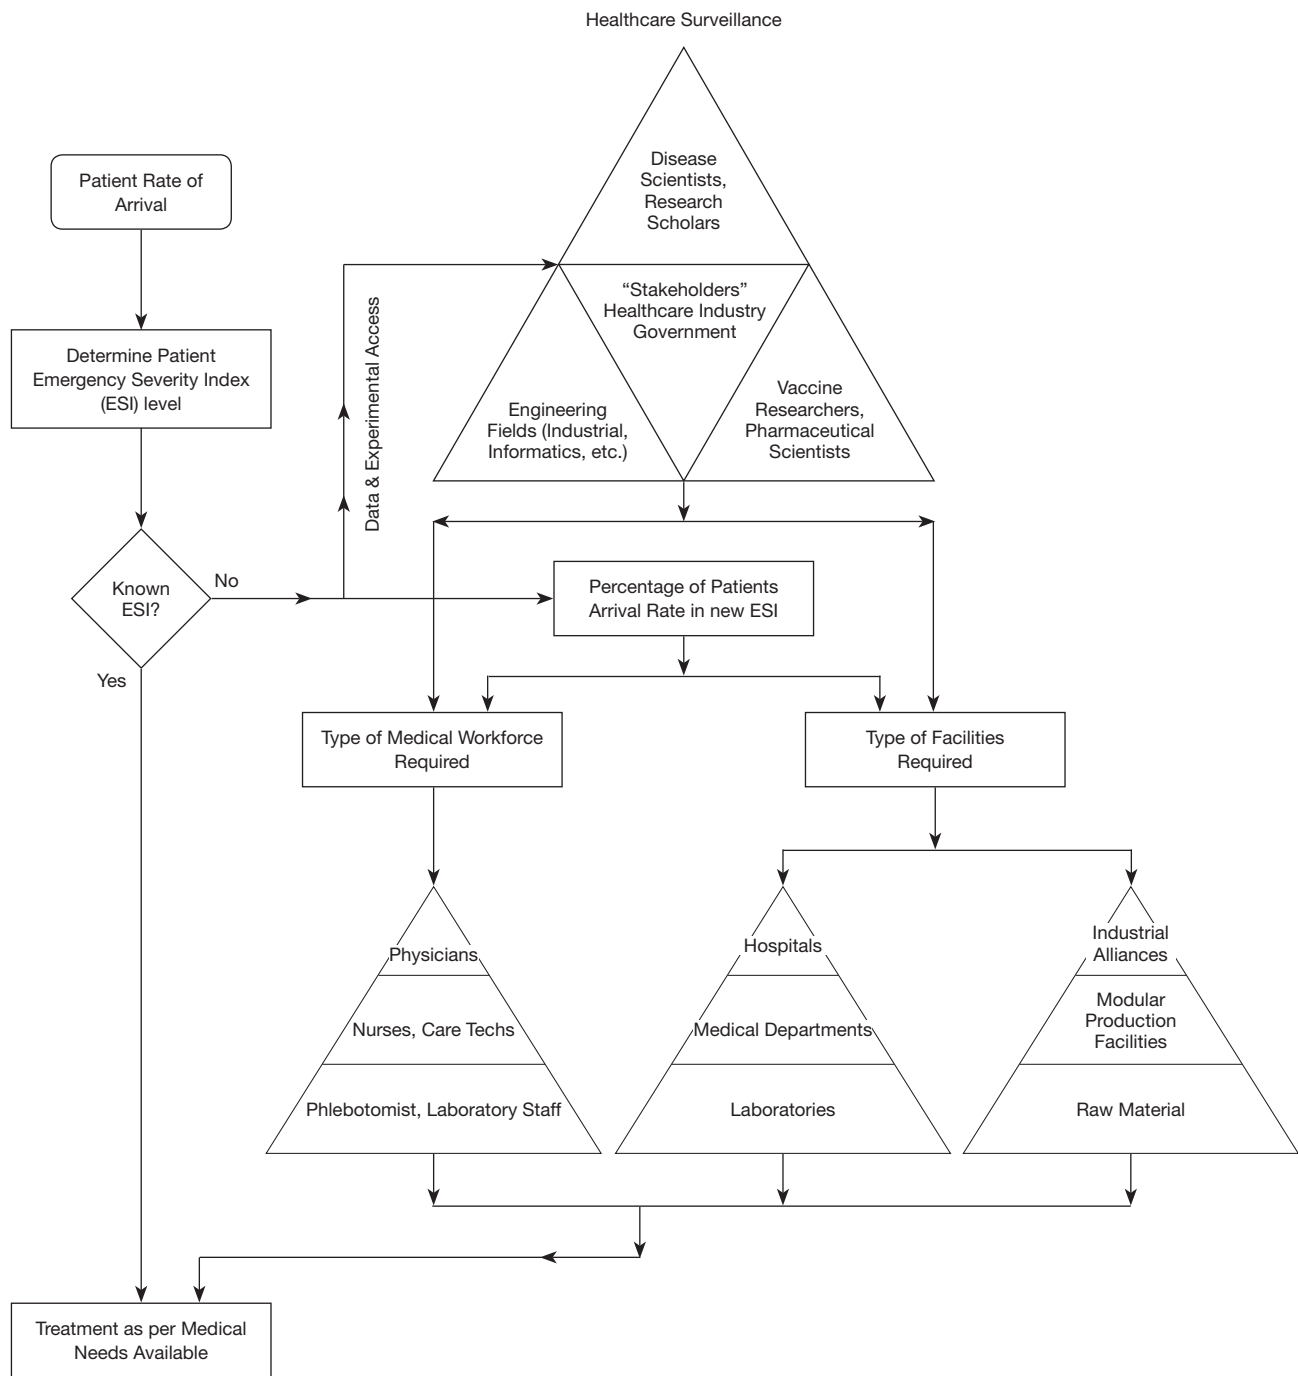 Healthcare Surveillance
Patient Rate of
Arrival
Disease
Scientists,
Research
Scholars
Determine Patient
Emergency Severity Index
(ESI) level
Data & Experimental Access
“Stakeholders”
Healthcare Industry
Government
Engineering
Fields (Industrial,
Informatics, etc.)
Vaccine
Researchers,
Pharmaceutical
Scientists
Known
ESI?
No
Yes
Percentage of Patients
Arrival Rate in new ESI
Type of Medical Workforce
Required
Type of Facilities
Required
Physicians
Nurses, Care Techs
Phlebotomist, Laboratory Staff
Hospitals
Medical Departments
Laboratories
Industrial
Alliances
Modular
Production
Facilities
Raw Material
Treatment as per Medical
Needs Available